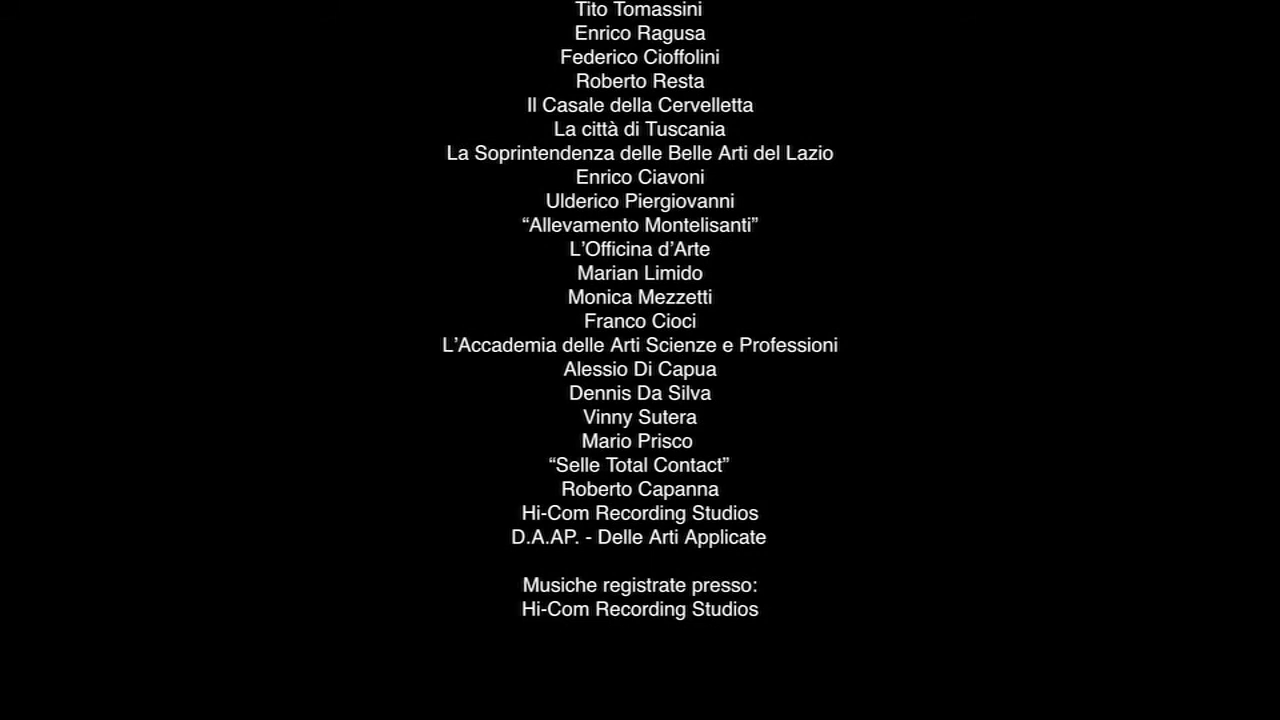 Tito Tomassini
Enrico Ragusa
Federico Cioffolini
Roberto Resta
Il Casale della Cervelletta
La città di Tuscania
La Soprintendenza delle Belle Arti del Lazio
Enrico Ciavoni
Ulderico Piergiovanni
“Allevamento Montelisanti”
L’Officina d’Arte
Marian Limido
Monica Mezzetti
Franco Cioci
L’Accademia delle Arti Scienze e Professioni
Alessio Di Capua
Dennis Da Silva
Vinny Sutera
Mario Prisco
“Selle Total Contact”
Roberto Capanna
Hi-Com Recording Studios
D.A.AP. - Delle Arti Applicate
Musiche registrate presso:
Hi-Com Recording Studios